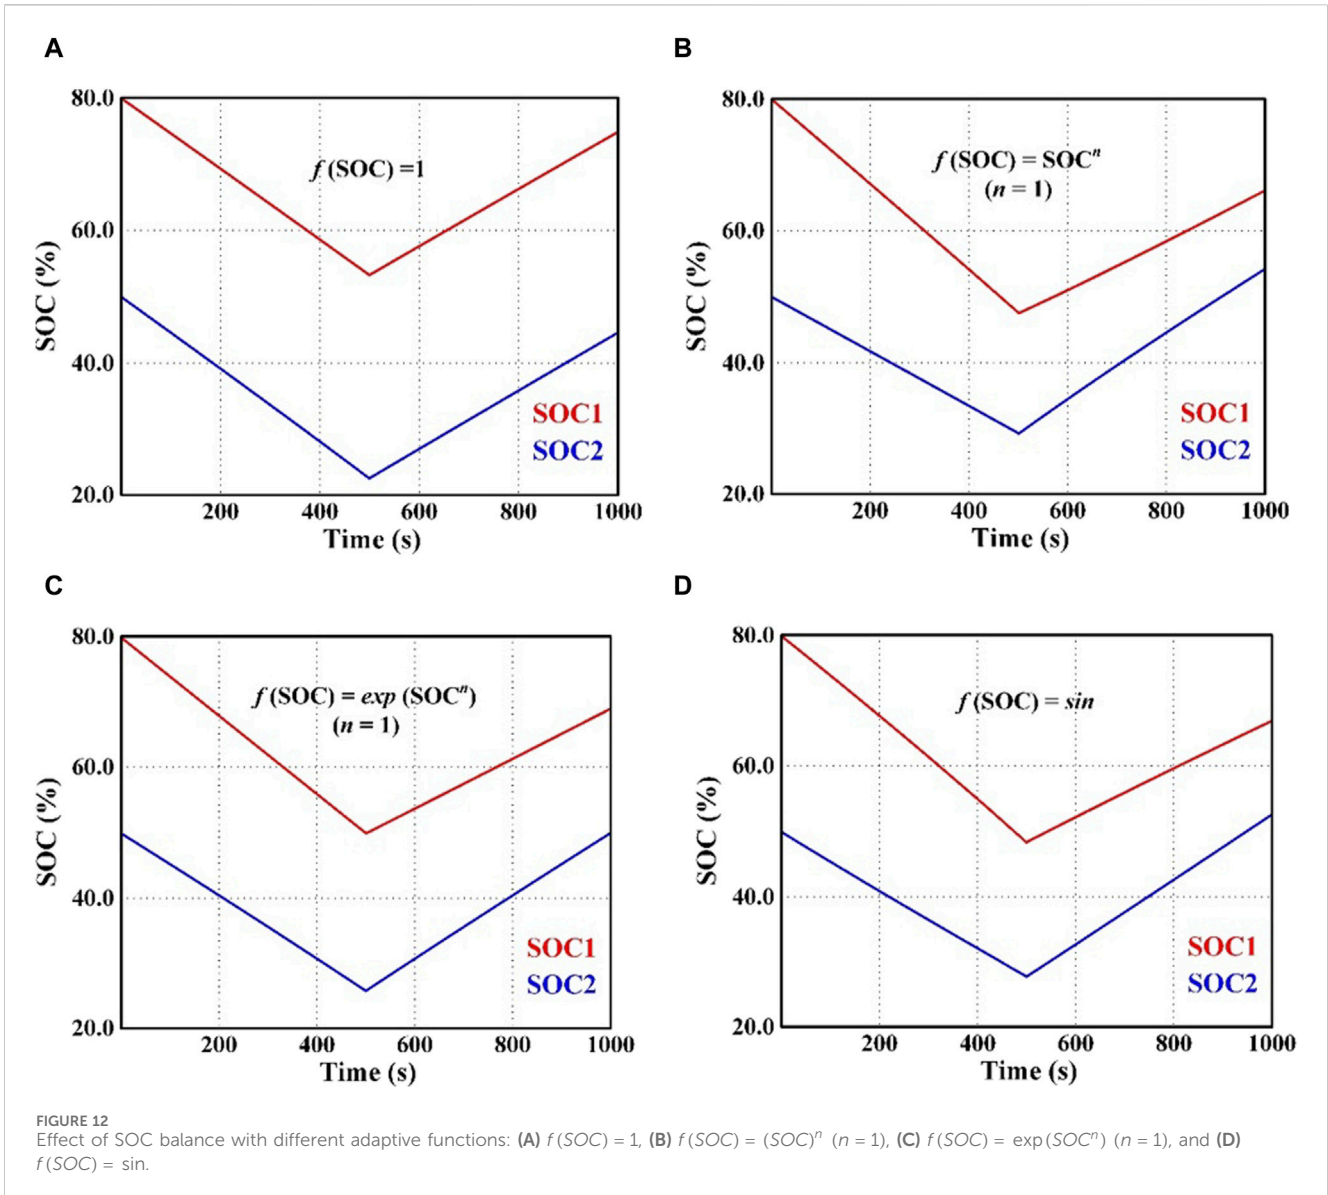 A
80.0
60.0
40.0
20.0
SOC (%)
f (SOC) =1
SOC1
SOC2
200 400 600 800 1000
Time (s)
B
80.0
60.0
40.0
20.0
SOC (%)
f (SOC) = SOCⁿ
(n = 1)
SOC1
SOC2
200 400 600 800 1000
Time (s)
C
80.0
60.0
40.0
20.0
SOC (%)
f (SOC) = exp (SOCⁿ)
(n = 1)
SOC1
SOC2
200 400 600 800 1000
Time (s)
D
80.0
60.0
40.0
20.0
SOC (%)
f (SOC) = sin
SOC1
SOC2
200 400 600 800 1000
Time (s)
FIGURE 12
Effect of SOC balance with different adaptive functions: (A) f (SOC) = 1, (B) f (SOC) = (SOC)ⁿ (n = 1), (C) f (SOC) = exp (SOCⁿ) (n = 1), and (D)
f (SOC) = sin.